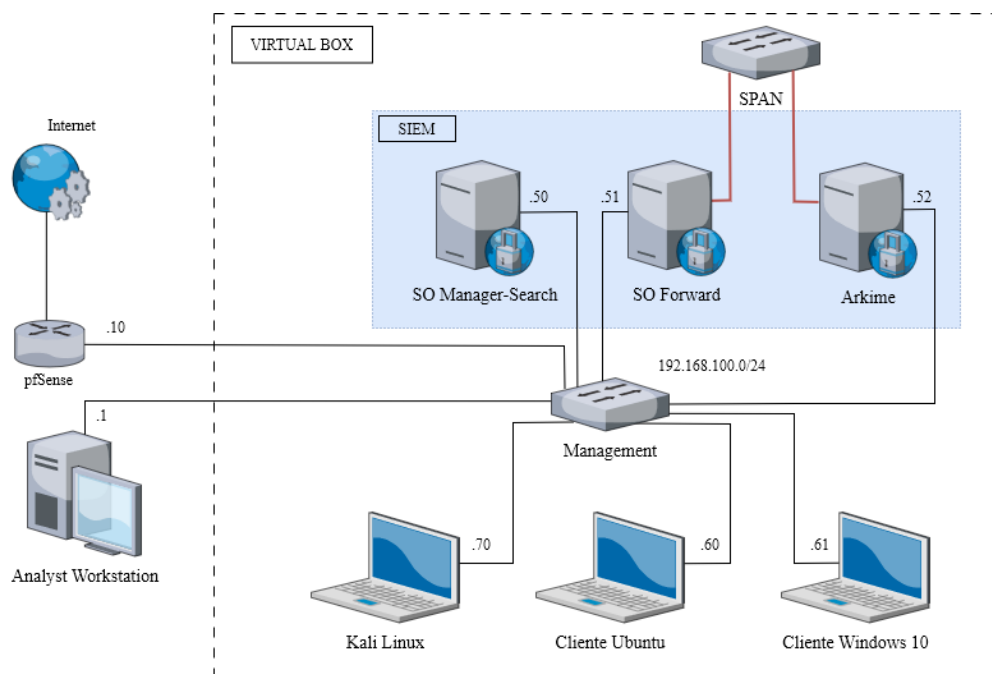 VIRTUAL BOX
SPAN
Internet
SIEM
.50
.51
.52
SO Manager-Search
SO Forward
Arkime
.10
pfSense
192.168.100.0/24
.1
Management
Analyst Workstation
.70
.60
.61
Kali Linux
Cliente Ubuntu
Cliente Windows 10